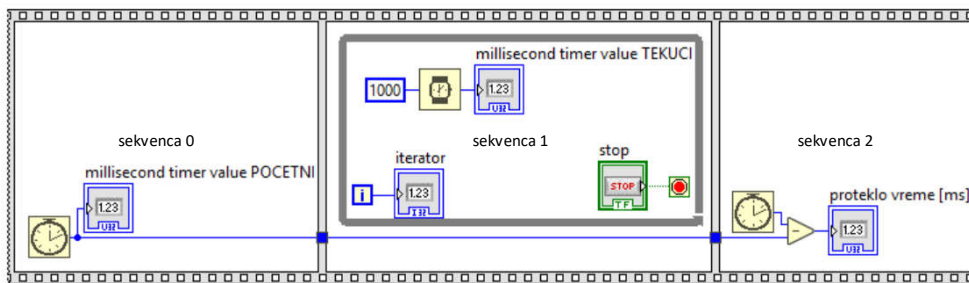 sekvenca 0
millisecond timer value POCETNI
1.23
U32
sekvenca 1
millisecond timer value TEKUCI
1000
1.23
U32
iterator
i
1.23
I32
stop
STOP
TF
sekvenca 2
proteklo vreme [ms]
1.23
U32